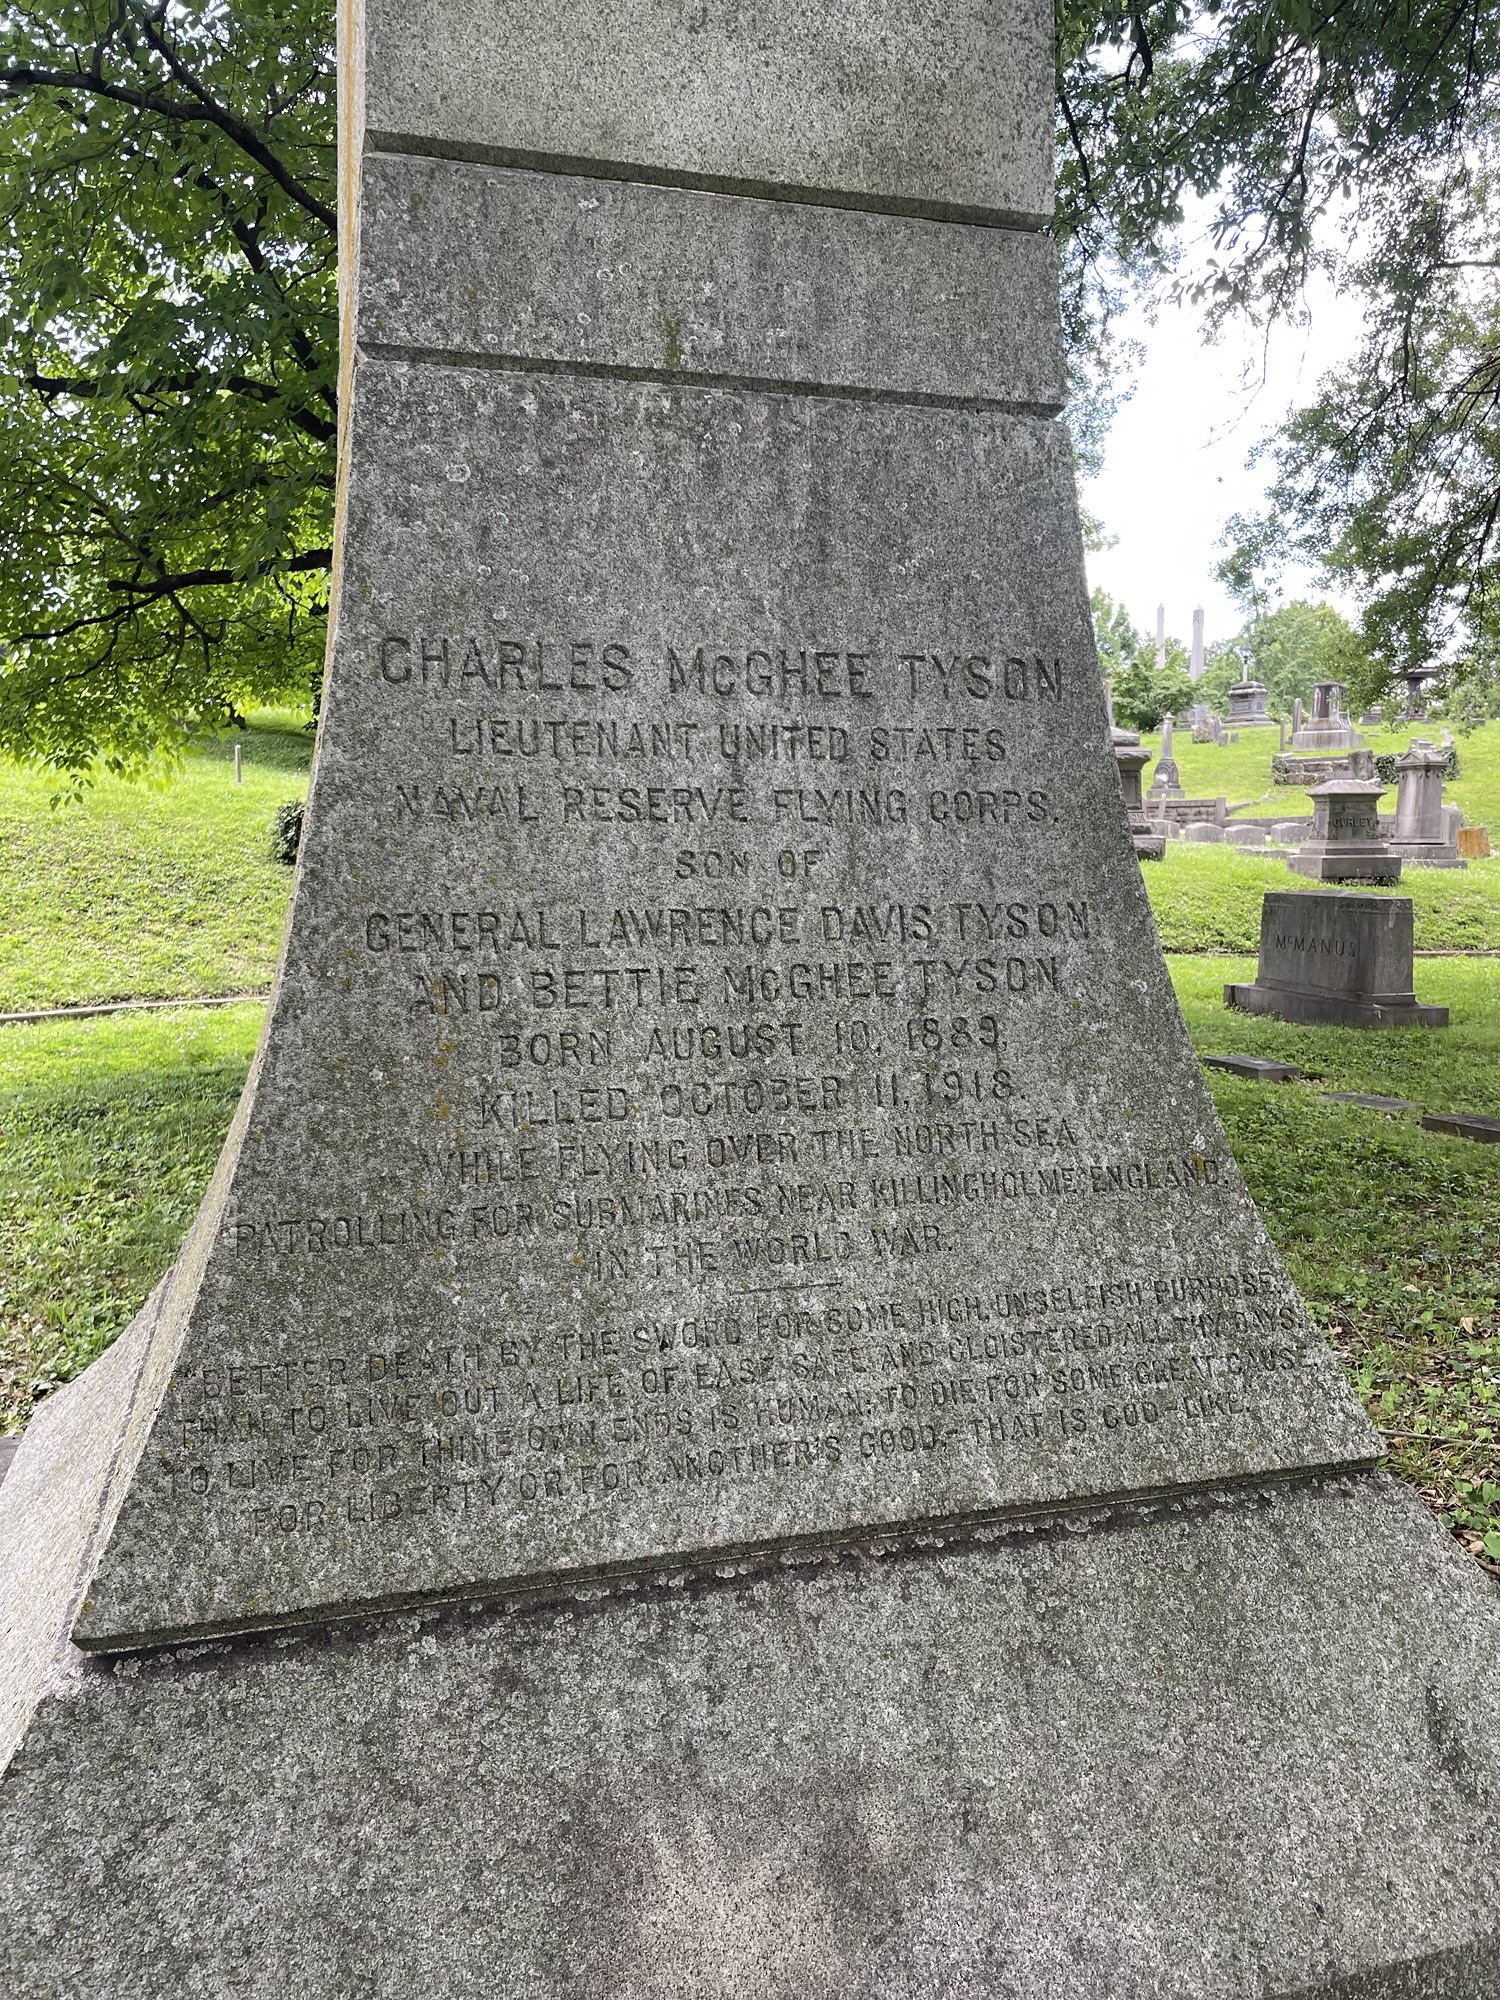 CHARLES McGHEE TYSON
LIEUTENANT UNITED STATES
NAVAL RESERVE FLYING CORPS.
SON OF
GENERAL LAWRENCE DAVIS TYSON
AND BETTIE McGHEE TYSON
BORN AUGUST 10, 1889,
KILLED OCTOBER 11, 1918.
WHILE FLYING OVER THE NORTH SEA
PATROLLING FOR SUBMARINES NEAR KILLINGHOLME, ENGLAND.
IN THE WORLD WAR.
"BETTER DEATH BY THE SWORD FOR SOME HIGH, UNSELFISH PURPOSE,
THAN TO LIVE OUT A LIFE OF EASE, SAFE AND CLOISTERED ALL THY DAYS.
TO LIVE FOR THINE OWN ENDS IS HUMAN; TO DIE FOR SOME GREAT CAUSE,
FOR LIBERTY OR FOR ANOTHER'S GOOD,- THAT IS GOD-LIKE.
CURLEY
McMANUS